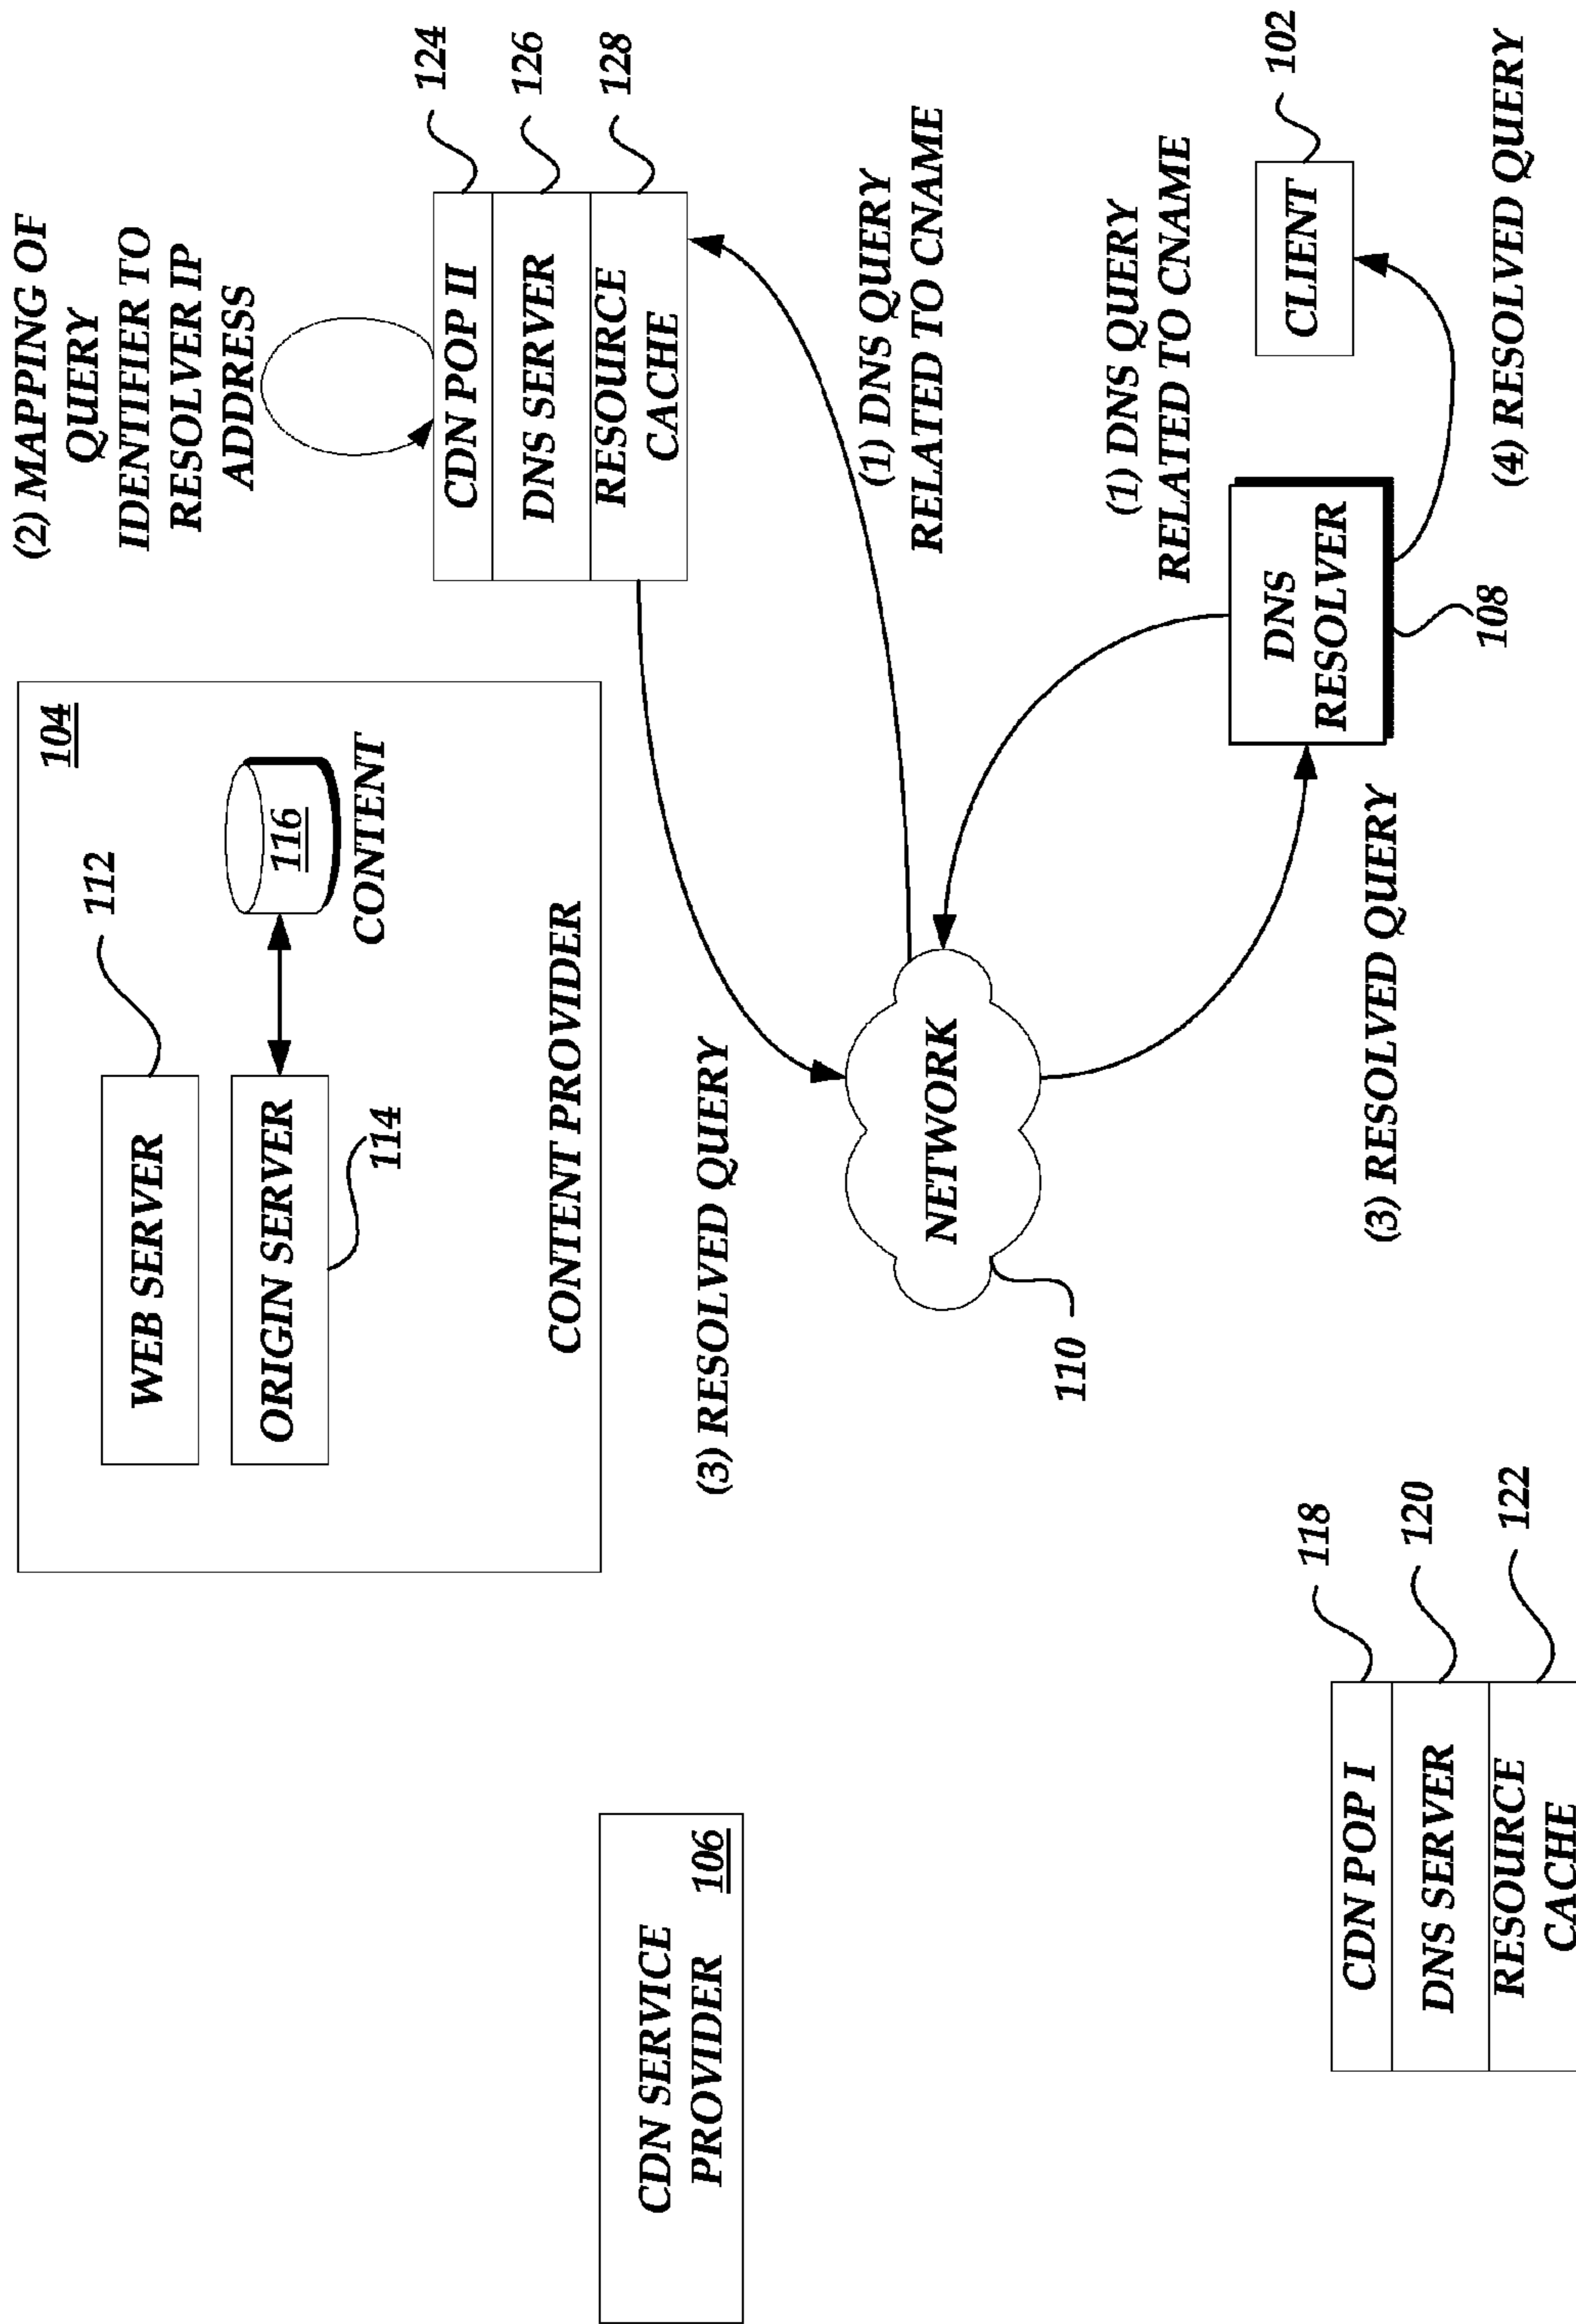 CDN SERVICE
PROVIDER 106
104
WEB SERVER
112
ORIGIN SERVER
114
116
CONTENT
CONTENT PROVIDER
(2) MAPPING OF
QUERY
IDENTIFIER TO
RESOLVER IP
ADDRESS
CDN POP II
124
DNS SERVER
126
RESOURCE
CACHE
128
(3) RESOLVED QUERY
(1) DNS QUERY
RELATED TO CNAME
NETWORK
110
(1) DNS QUERY
RELATED TO CNAME
DNS
RESOLVER
108
CLIENT
102
(3) RESOLVED QUERY
(4) RESOLVED QUERY
CDN POP I
118
DNS SERVER
120
RESOURCE
CACHE
122